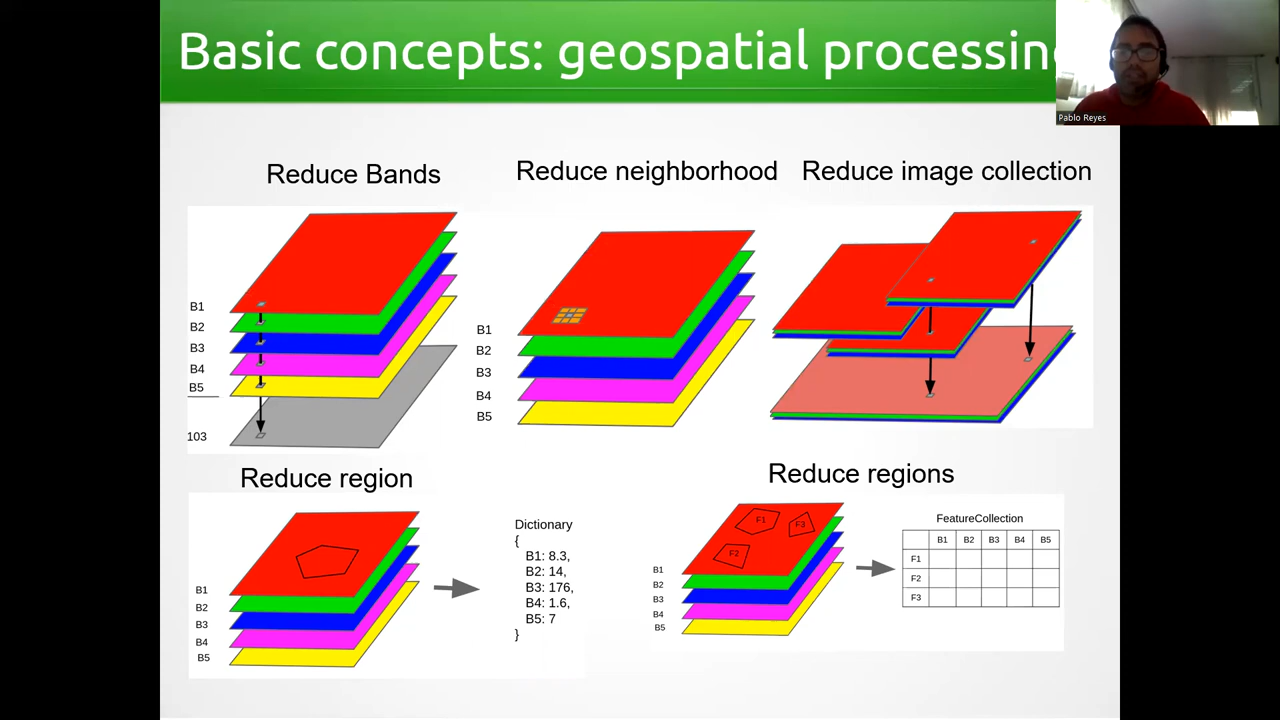 Basic concepts: geospatial processing
Pablo Reyes
Reduce Bands
B1
B2
B3
B4
B5
103
Reduce neighborhood
B1
B2
B3
B4
B5
Reduce image collection
Reduce region
B1
B2
B3
B4
B5
Dictionary
{
B1: 8.3,
B2: 14,
B3: 176,
B4: 1.6,
B5: 7
}
Reduce regions
F1
F3
F2
B1
B2
B3
B4
B5
FeatureCollection
B1 B2 B3 B4 B5
F1
F2
F3